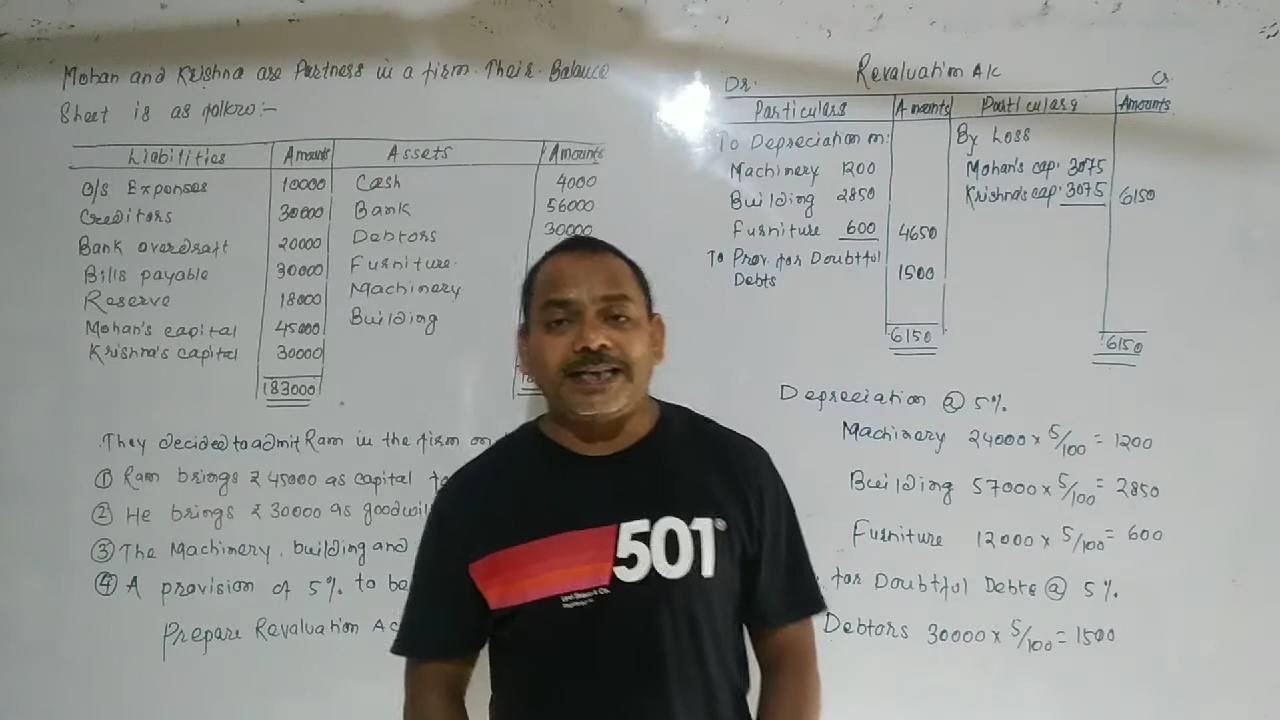 Mohan and Krishna are Partners in a firm. Their Balance
Sheet is as follow:-
Liabilities Amounts Assets Amounts
O/s Expenses 10000 Cash 4000
Creditors 30000 Bank 56000
Bank overdraft 20000 Debtors 30000
Bills payable 30000 Furniture
Reserve 18000 Machinery
Mohan's capital 45000 Building
Krishna's capital 30000
183000
They decided to admit Ram in the firm on
① Ram brings ₹ 45000 as capital
② He brings ₹ 30000 as goodwill
③ The Machinery, building and
④ A provision of 5% to be
Prepare Revaluation Ac
Dr. Revaluation A/c Cr
Particulars Amounts Particulars Amounts
To Depreciation on: By Loss
Machinery 1200 Mohan's cap. 3075
Building 2850 Krishna's cap. 3075 6150
Furniture 600 4650
To Prov. for Doubtful
Debts 1500
6150 6150
Depreciation @ 5%.
Machinery 24000 x 5/100 = 1200
Building 57000 x 5/100 = 2850
Furniture 12000 x 5/100 = 600
for Doubtful Debts @ 5%.
Debtors 30000 x 5/100 = 1500
501